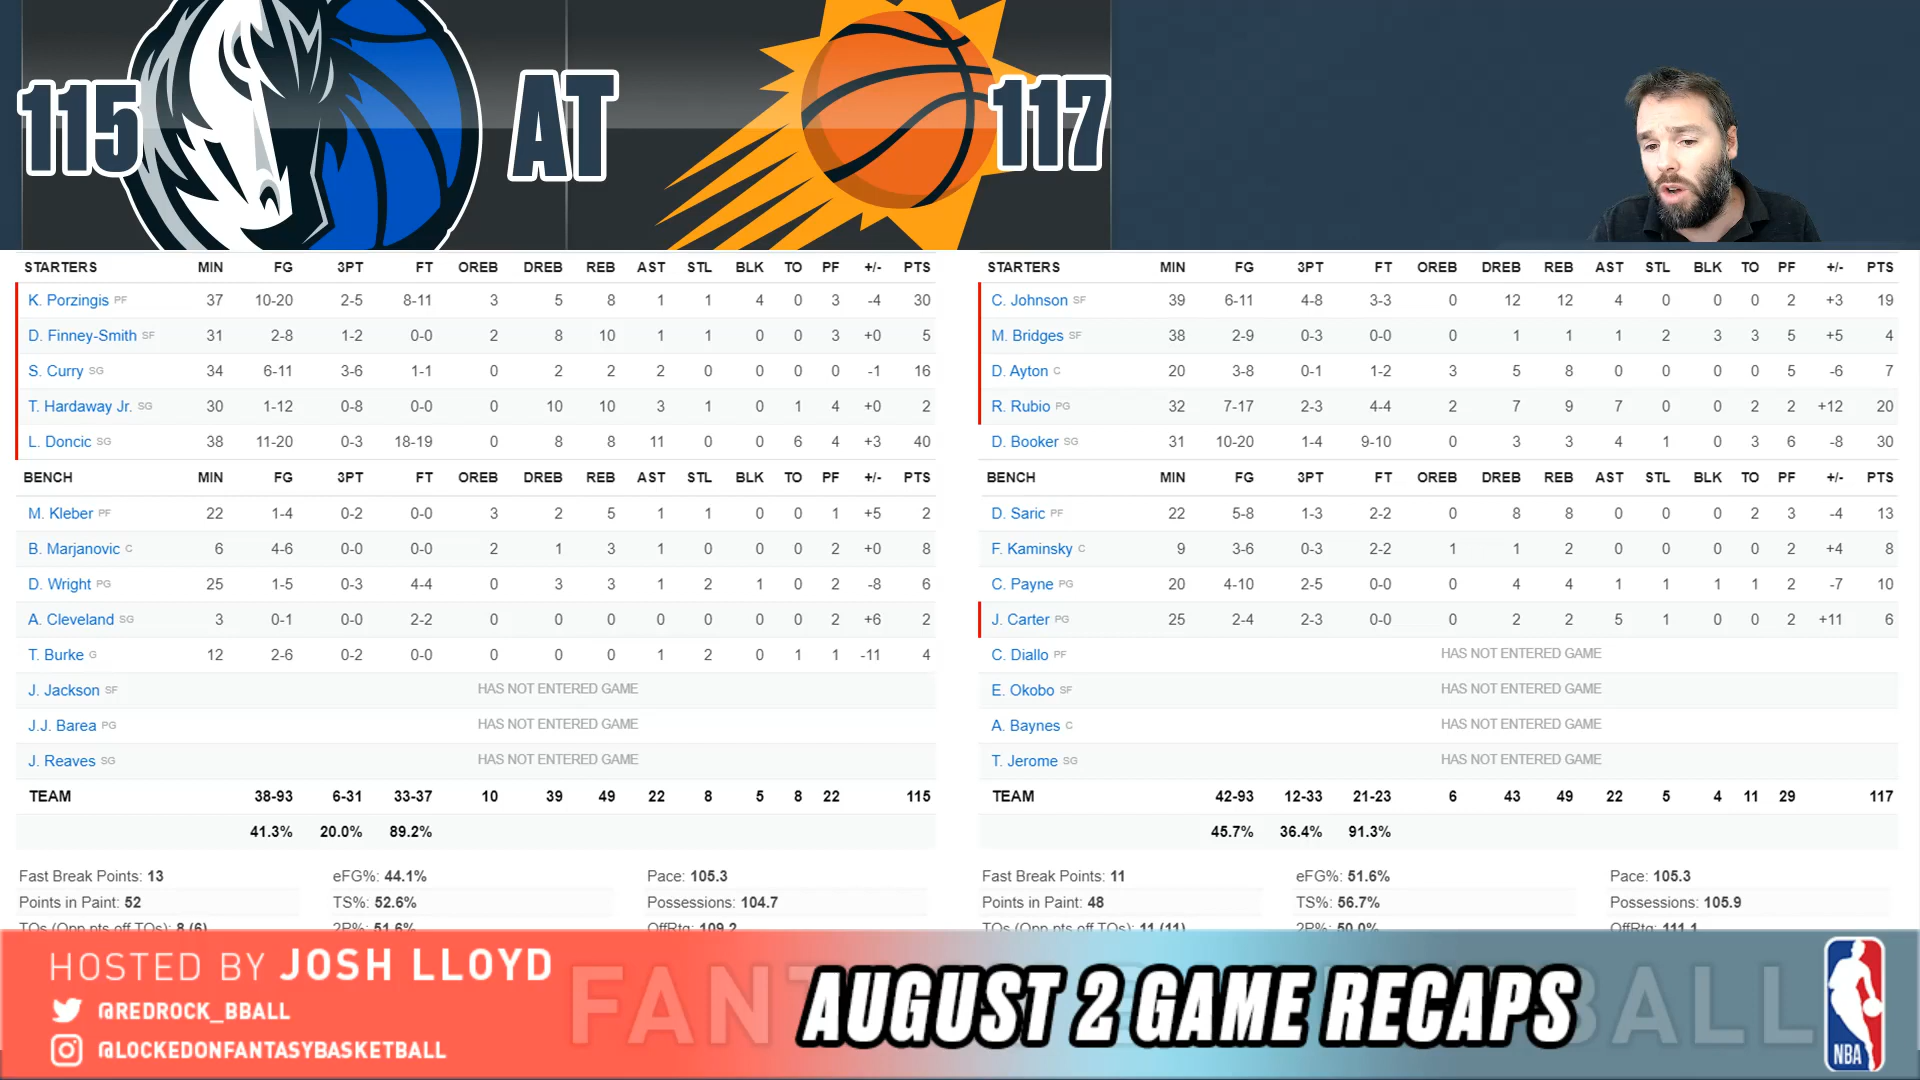 115 AT 117
STARTERS MIN FG 3PT FT OREB DREB REB AST STL BLK TO PF +/- PTS
K. Porzingis PF 37 10-20 2-5 8-11 3 5 8 1 1 4 0 3 -4 30
D. Finney-Smith SF 31 2-8 1-2 0-0 2 8 10 1 1 0 0 3 +0 5
S. Curry SG 34 6-11 3-6 1-1 0 2 2 2 0 0 0 0 -1 16
T. Hardaway Jr. SG 30 1-12 0-8 0-0 0 10 10 3 1 0 1 4 +0 2
L. Doncic SG 38 11-20 0-3 18-19 0 8 8 11 0 0 6 4 +3 40
BENCH MIN FG 3PT FT OREB DREB REB AST STL BLK TO PF +/- PTS
M. Kleber PF 22 1-4 0-2 0-0 3 2 5 1 1 0 0 1 +5 2
B. Marjanovic C 6 4-6 0-0 0-0 2 1 3 1 0 0 0 2 +0 8
D. Wright PG 25 1-5 0-3 4-4 0 3 3 1 2 1 0 2 -8 6
A. Cleveland SG 3 0-1 0-0 2-2 0 0 0 0 0 0 0 2 +6 2
T. Burke G 12 2-6 0-2 0-0 0 0 0 1 2 0 1 1 -11 4
J. Jackson SF HAS NOT ENTERED GAME
J.J. Barea PG HAS NOT ENTERED GAME
J. Reaves SG HAS NOT ENTERED GAME
TEAM 38-93 6-31 33-37 10 39 49 22 8 5 8 22 115
41.3% 20.0% 89.2%
Fast Break Points: 13 eFG%: 44.1% Pace: 105.3
Points in Paint: 52 TS%: 52.6% Possessions: 104.7
TOs (Opp pts off TOs): 8 (6) 2P%: 51.6% OffRtg: 109.2
STARTERS MIN FG 3PT FT OREB DREB REB AST STL BLK TO PF +/- PTS
C. Johnson SF 39 6-11 4-8 3-3 0 12 12 4 0 0 0 2 +3 19
M. Bridges SF 38 2-9 0-3 0-0 0 1 1 1 2 3 3 5 +5 4
D. Ayton C 20 3-8 0-1 1-2 3 5 8 0 0 0 0 5 -6 7
R. Rubio PG 32 7-17 2-3 4-4 2 7 9 7 0 0 2 2 +12 20
D. Booker SG 31 10-20 1-4 9-10 0 3 3 4 1 0 3 6 -8 30
BENCH MIN FG 3PT FT OREB DREB REB AST STL BLK TO PF +/- PTS
D. Saric PF 22 5-8 1-3 2-2 0 8 8 0 0 0 2 3 -4 13
F. Kaminsky C 9 3-6 0-3 2-2 1 1 2 0 0 0 0 2 +4 8
C. Payne PG 20 4-10 2-5 0-0 0 4 4 1 1 1 1 2 -7 10
J. Carter PG 25 2-4 2-3 0-0 0 2 2 5 1 0 0 2 +11 6
C. Diallo PF HAS NOT ENTERED GAME
E. Okobo SF HAS NOT ENTERED GAME
A. Baynes C HAS NOT ENTERED GAME
T. Jerome SG HAS NOT ENTERED GAME
TEAM 42-93 12-33 21-23 6 43 49 22 5 4 11 29 117
45.7% 36.4% 91.3%
Fast Break Points: 11 eFG%: 51.6% Pace: 105.3
Points in Paint: 48 TS%: 56.7% Possessions: 105.9
TOs (Opp pts off TOs): 11 (11) 2P%: 50.0% OffRtg: 111.1
HOSTED BY JOSH LLOYD
@REDROCK_BBALL
@LOCKEDONFANTASYBASKETBALL
AUGUST 2 GAME RECAPS
NBA